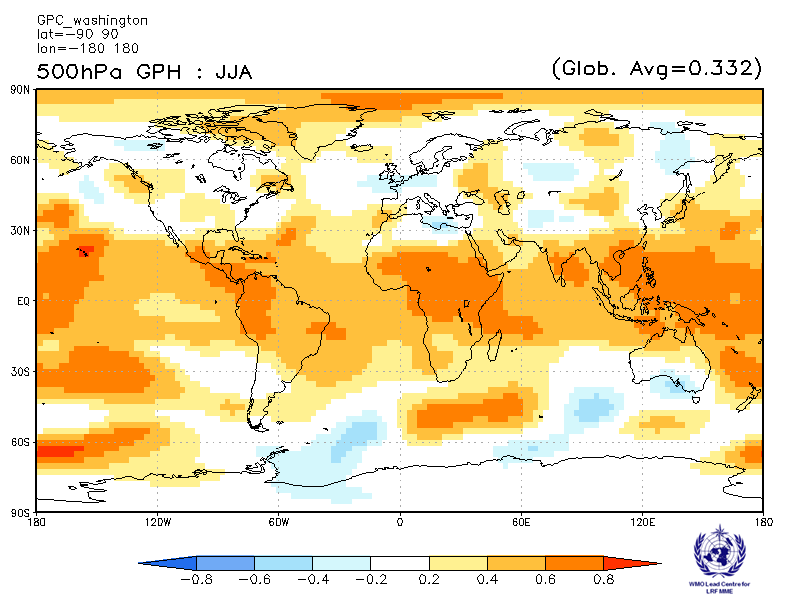 GPC_washington
lat=-90 90
lon=-180 180
500hPa GPH : JJA
(Glob. Avg=0.332)
90N
60N
30N
EQ
30S
60S
90S
180 120W 60W 0 60E 120E 180
-0.8 -0.6 -0.4 -0.2 0.2 0.4 0.6 0.8
WMO Lead Centre for
LRF MME